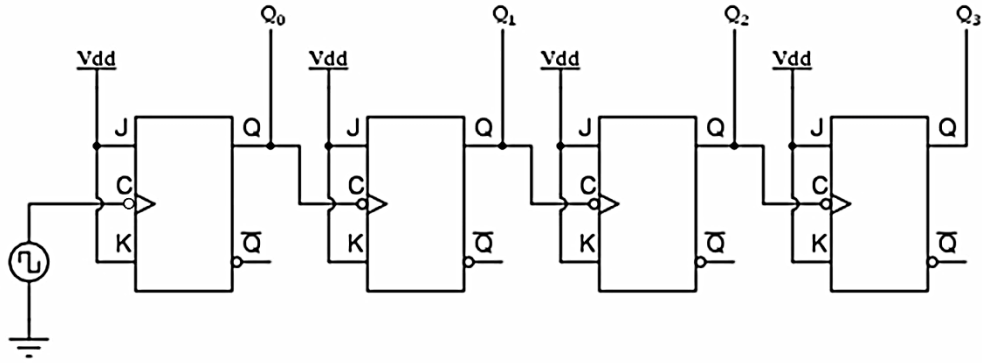 Q0 Q1 Q2 Q3
Vdd Vdd Vdd Vdd
J Q J Q J Q J Q
C C C C
K Q̅ K Q̅ K Q̅ K Q̅